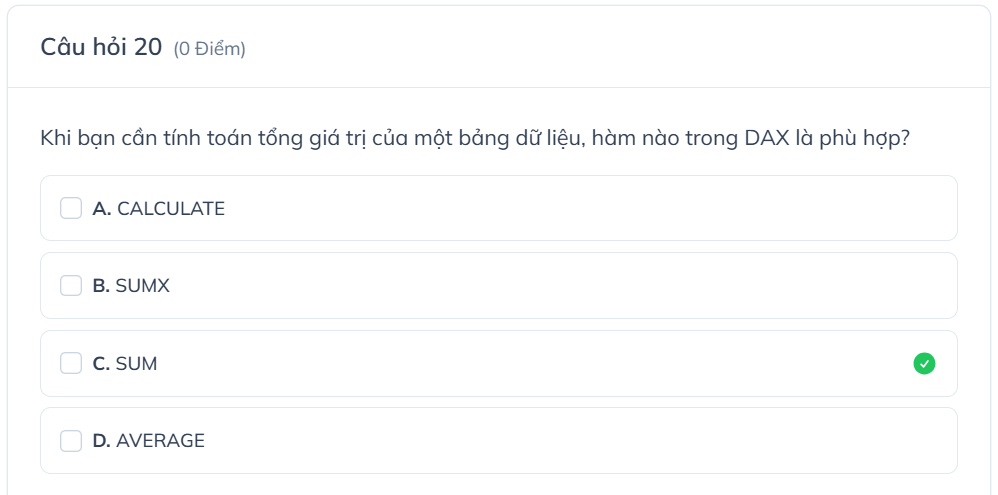 Câu hỏi 20 (0 Điểm)
Khi bạn cần tính toán tổng giá trị của một bảng dữ liệu, hàm nào trong DAX là phù hợp?
A. CALCULATE
B. SUMX
C. SUM
D. AVERAGE